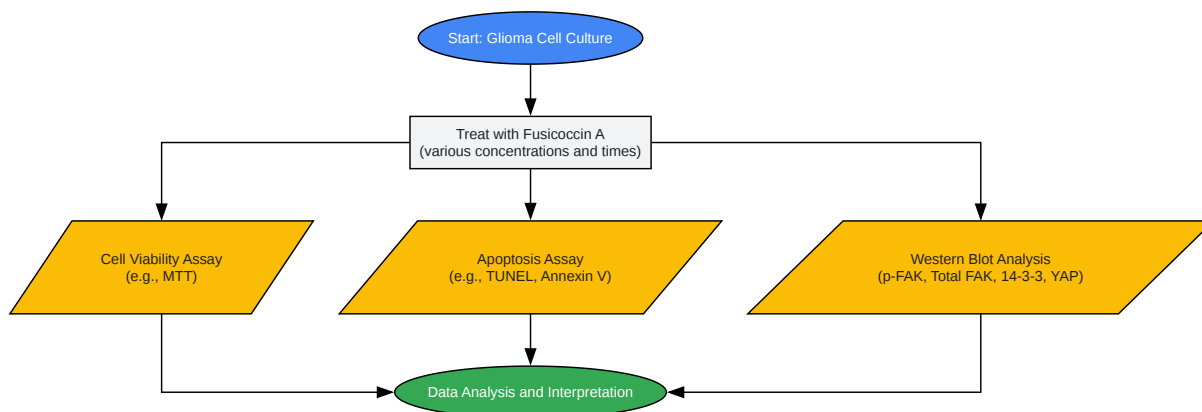 Start: Glioma Cell Culture
Treat with Fusicoccin A
(various concentrations and times)
Cell Viability Assay
(e.g., MTT)
Apoptosis Assay
(e.g., TUNEL, Annexin V)
Western Blot Analysis
(p-FAK, Total FAK, 14-3-3, YAP)
Data Analysis and Interpretation